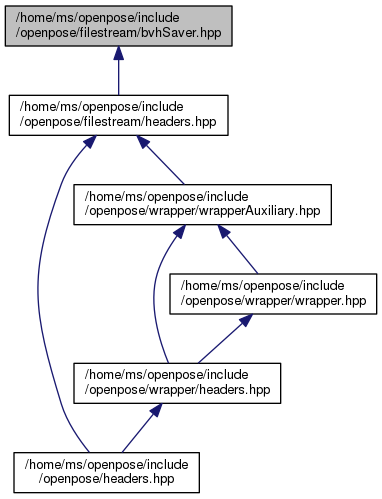 /home/ms/openpose/include
/openpose/filestream/bvhSaver.hpp
/home/ms/openpose/include
/openpose/filestream/headers.hpp
/home/ms/openpose/include
/openpose/wrapper/wrapperAuxiliary.hpp
/home/ms/openpose/include
/openpose/wrapper/wrapper.hpp
/home/ms/openpose/include
/openpose/wrapper/headers.hpp
/home/ms/openpose/include
/openpose/headers.hpp